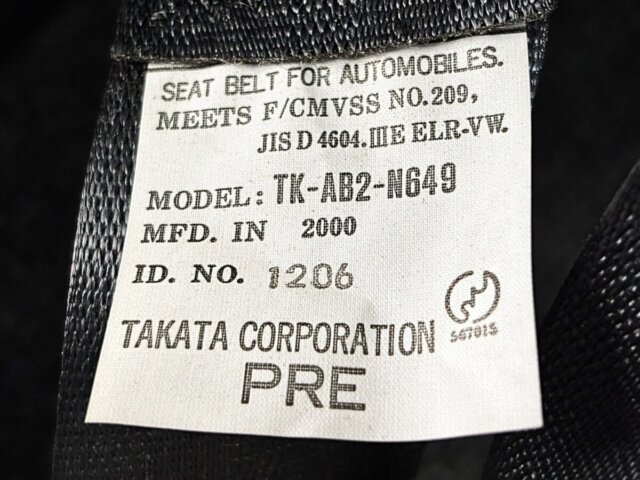 SEAT BELT FOR AUTOMOBILES.
MEETS F/CMVSS NO.209,
JIS D 4604.IIIE ELR-VW.
MODEL: TK-AB2-N649
MFD. IN 2000
ID. NO. 1206
TAKATA CORPORATION
PRE